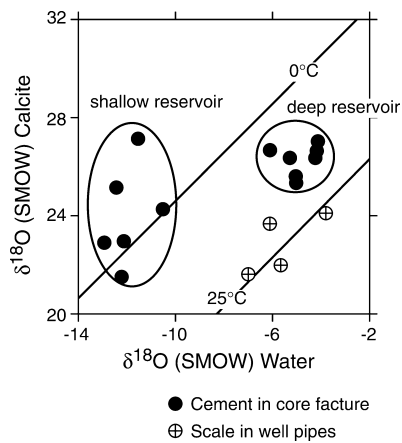 32
0°C
shallow reservoir
deep reservoir
28
24
20
25°C
δ18O (SMOW) Calcite
-14 -10 -6 -2
δ18O (SMOW) Water
Cement in core facture
Scale in well pipes